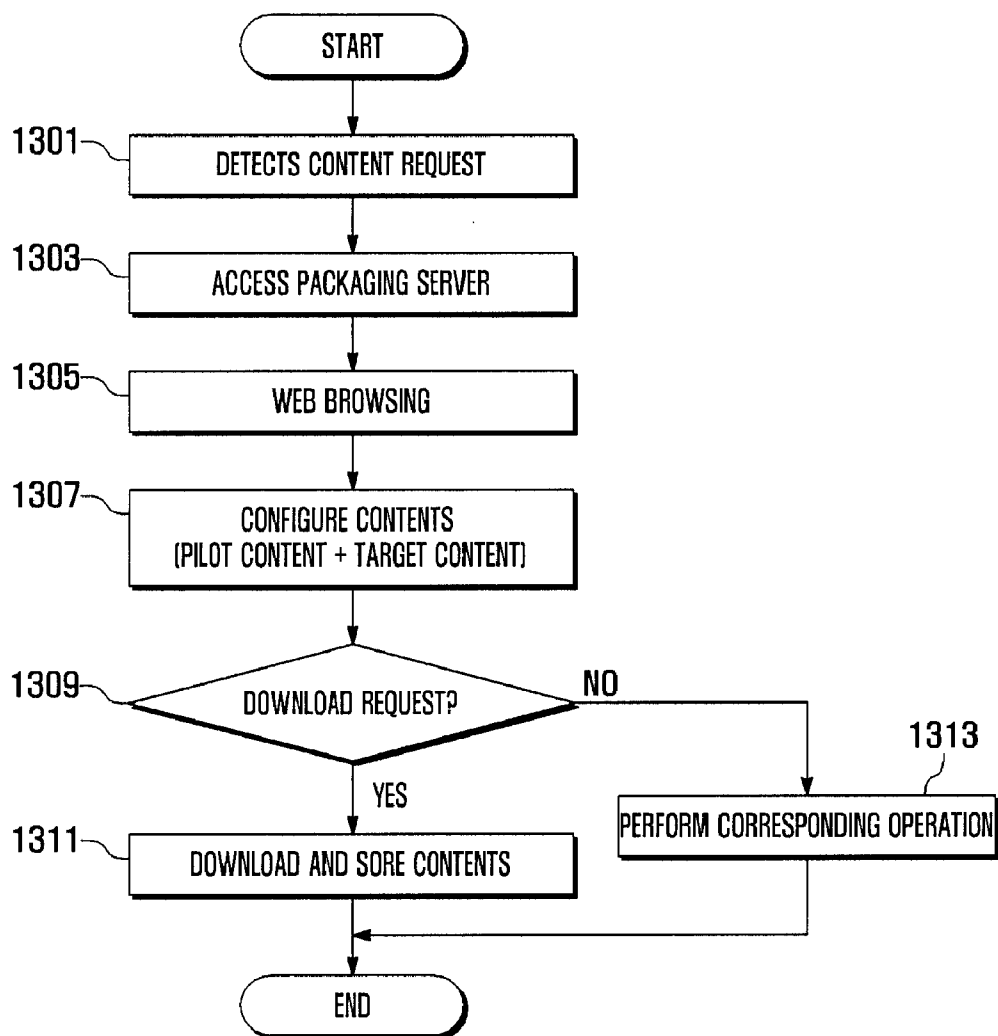 START
1301
DETECTS CONTENT REQUEST
1303
ACCESS PACKAGING SERVER
1305
WEB BROWSING
1307
CONFIGURE CONTENTS
(PILOT CONTENT + TARGET CONTENT)
1309
DOWNLOAD REQUEST?
NO
1313
PERFORM CORRESPONDING OPERATION
YES
1311
DOWNLOAD AND SORE CONTENTS
END